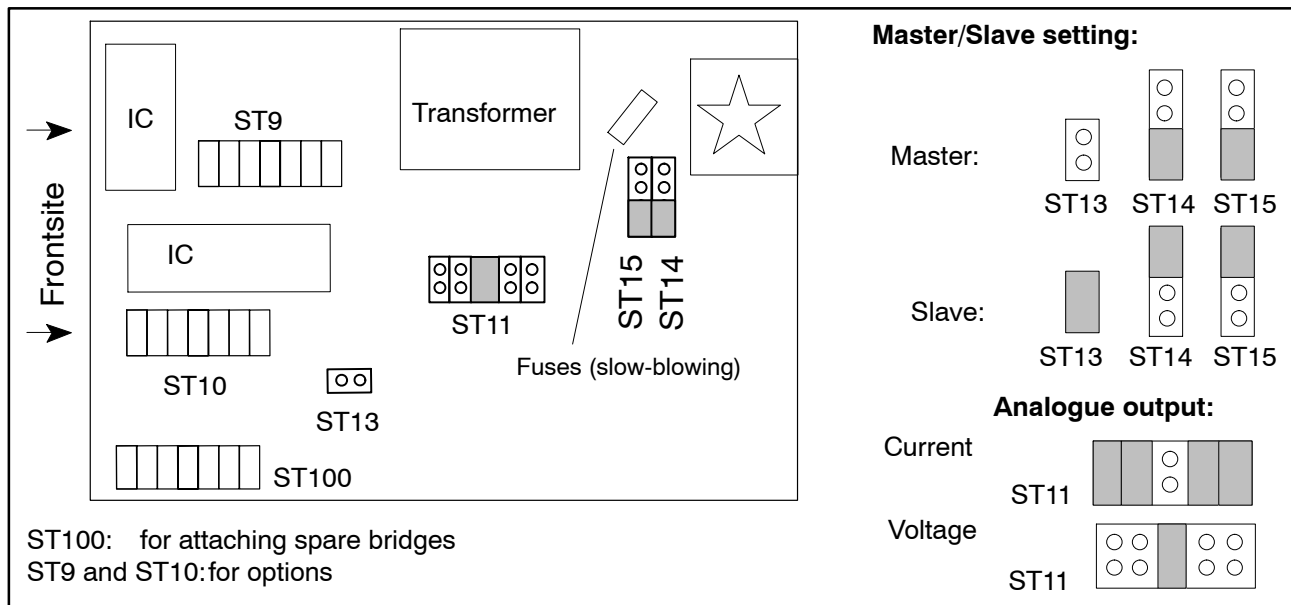 IC
ST9
Transformer
Frontsite
IC
ST11
ST15
ST14
Fuses (slow-blowing)
ST10
ST13
ST100
ST100: for attaching spare bridges
ST9 and ST10:for options
Master/Slave setting:
Master:
ST13 ST14 ST15
Slave:
ST13 ST14 ST15
Analogue output:
Current
ST11
Voltage
ST11